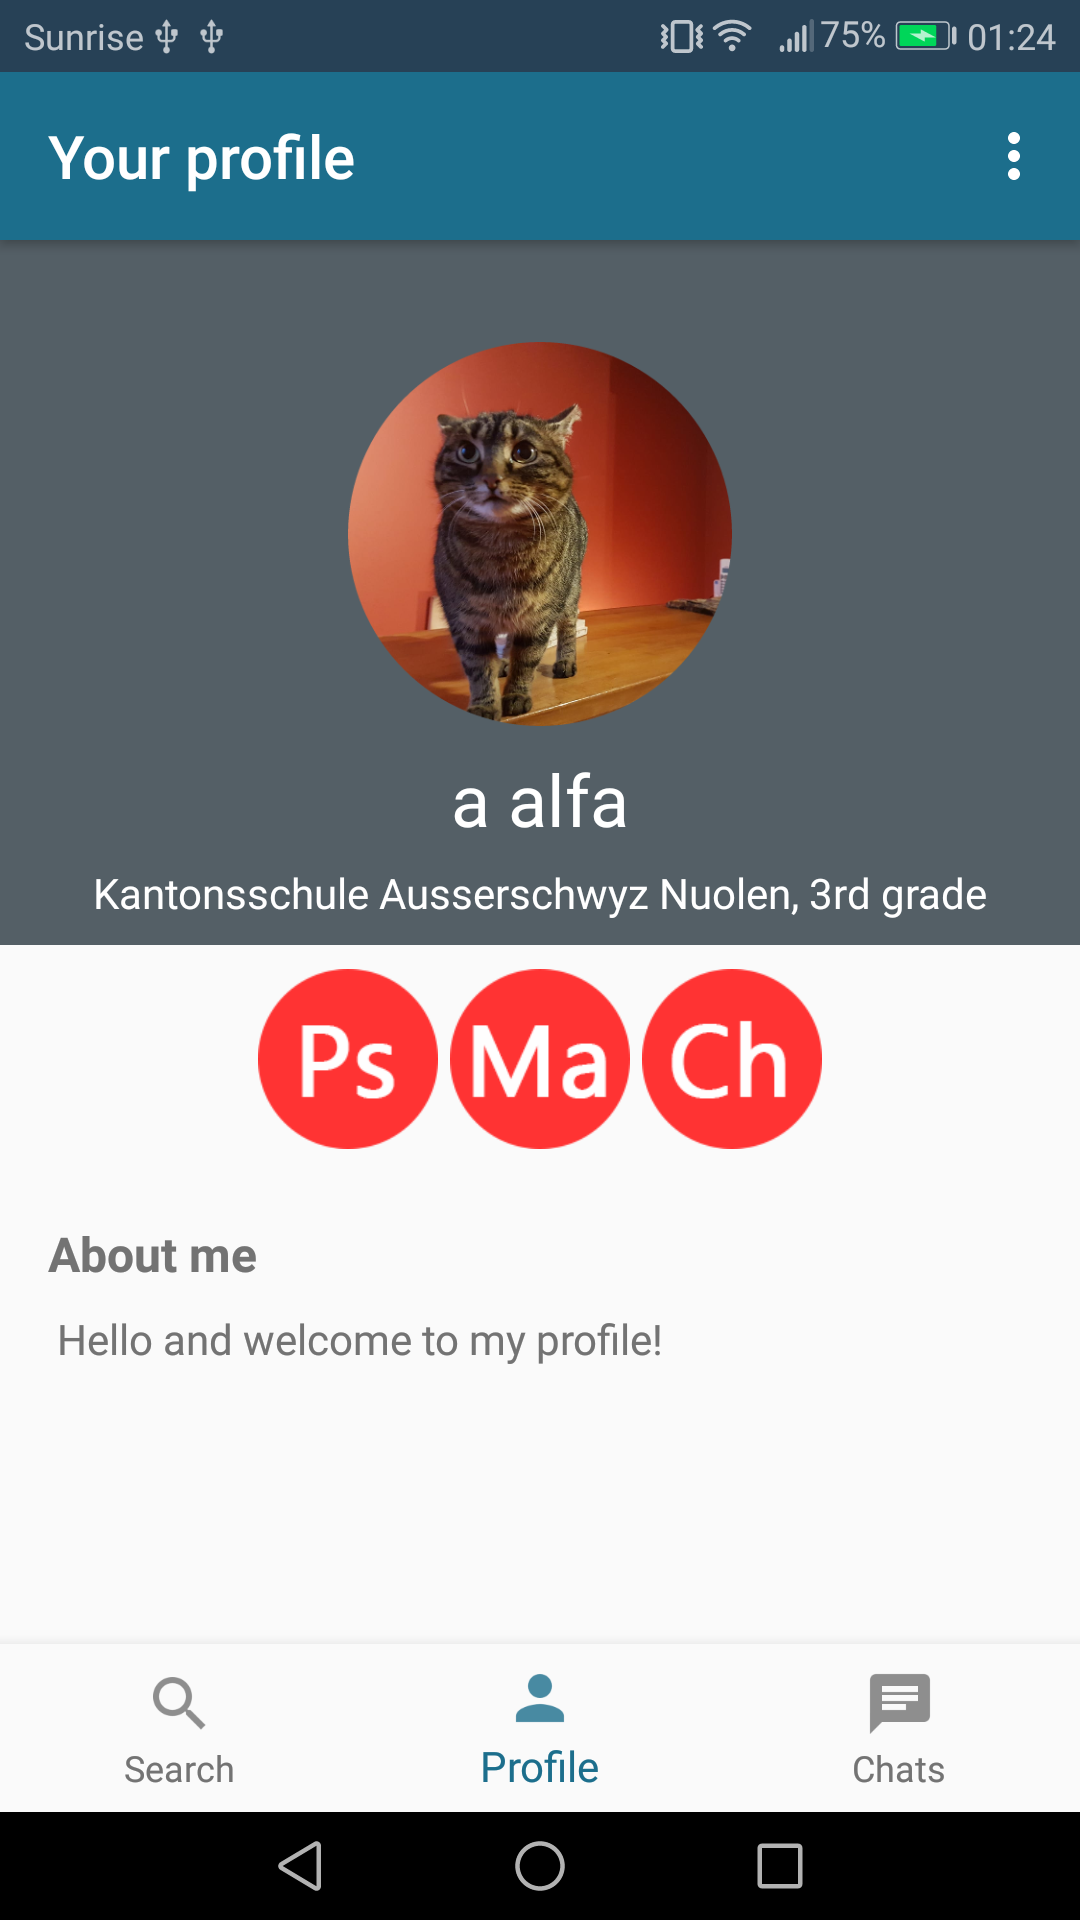 Sunrise 75% 01:24
Your profile
a alfa
Kantonsschule Ausserschwyz Nuolen, 3rd grade
Ps Ma Ch
About me
Hello and welcome to my profile!
Search Profile Chats